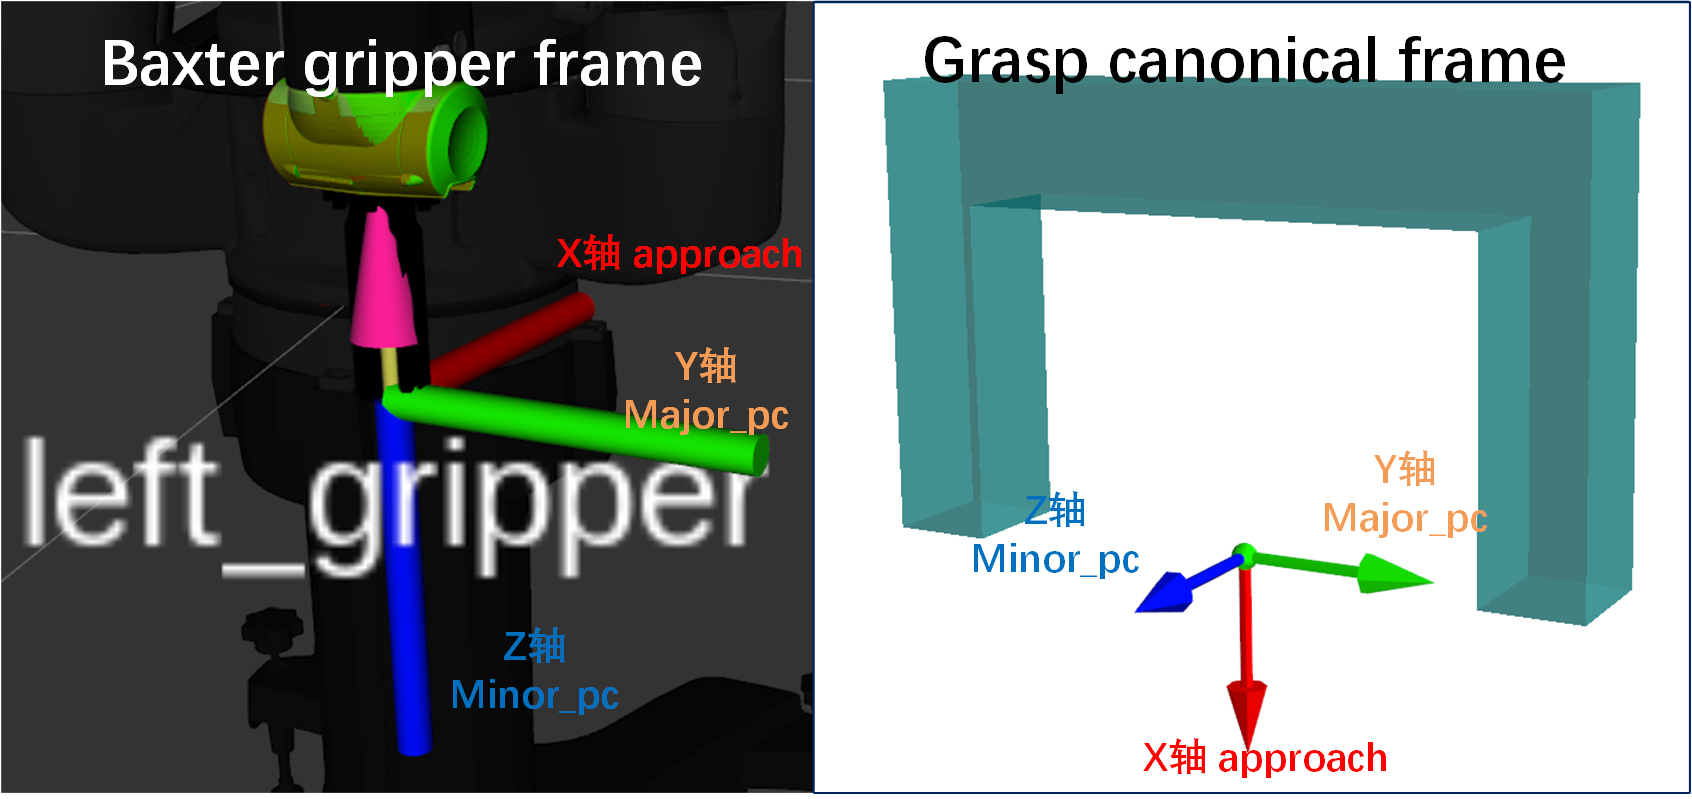 Baxter gripper frame
X轴 approach
Y轴
Major_pc
left_gripper
Z轴
Minor_pc
Grasp canonical frame
Y轴
Major_pc
Z轴
Minor_pc
X轴 approach